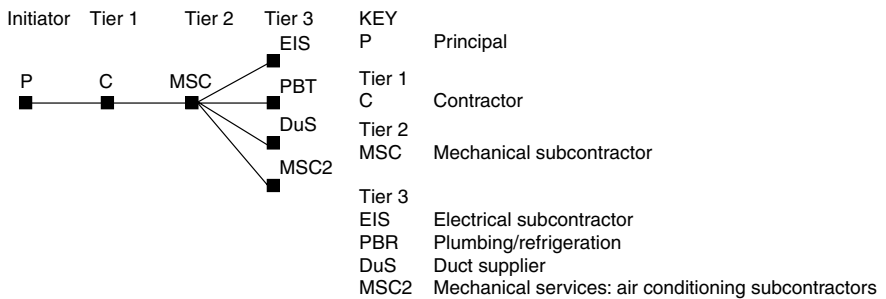 Initiator Tier 1 Tier 2 Tier 3 KEY
EIS
P Principal
P C MSC PBT
Tier 1
C Contractor
DuS
Tier 2
MSC Mechanical subcontractor
MSC2
Tier 3
EIS Electrical subcontractor
PBR Plumbing/refrigeration
DuS Duct supplier
MSC2 Mechanical services: air conditioning subcontractors